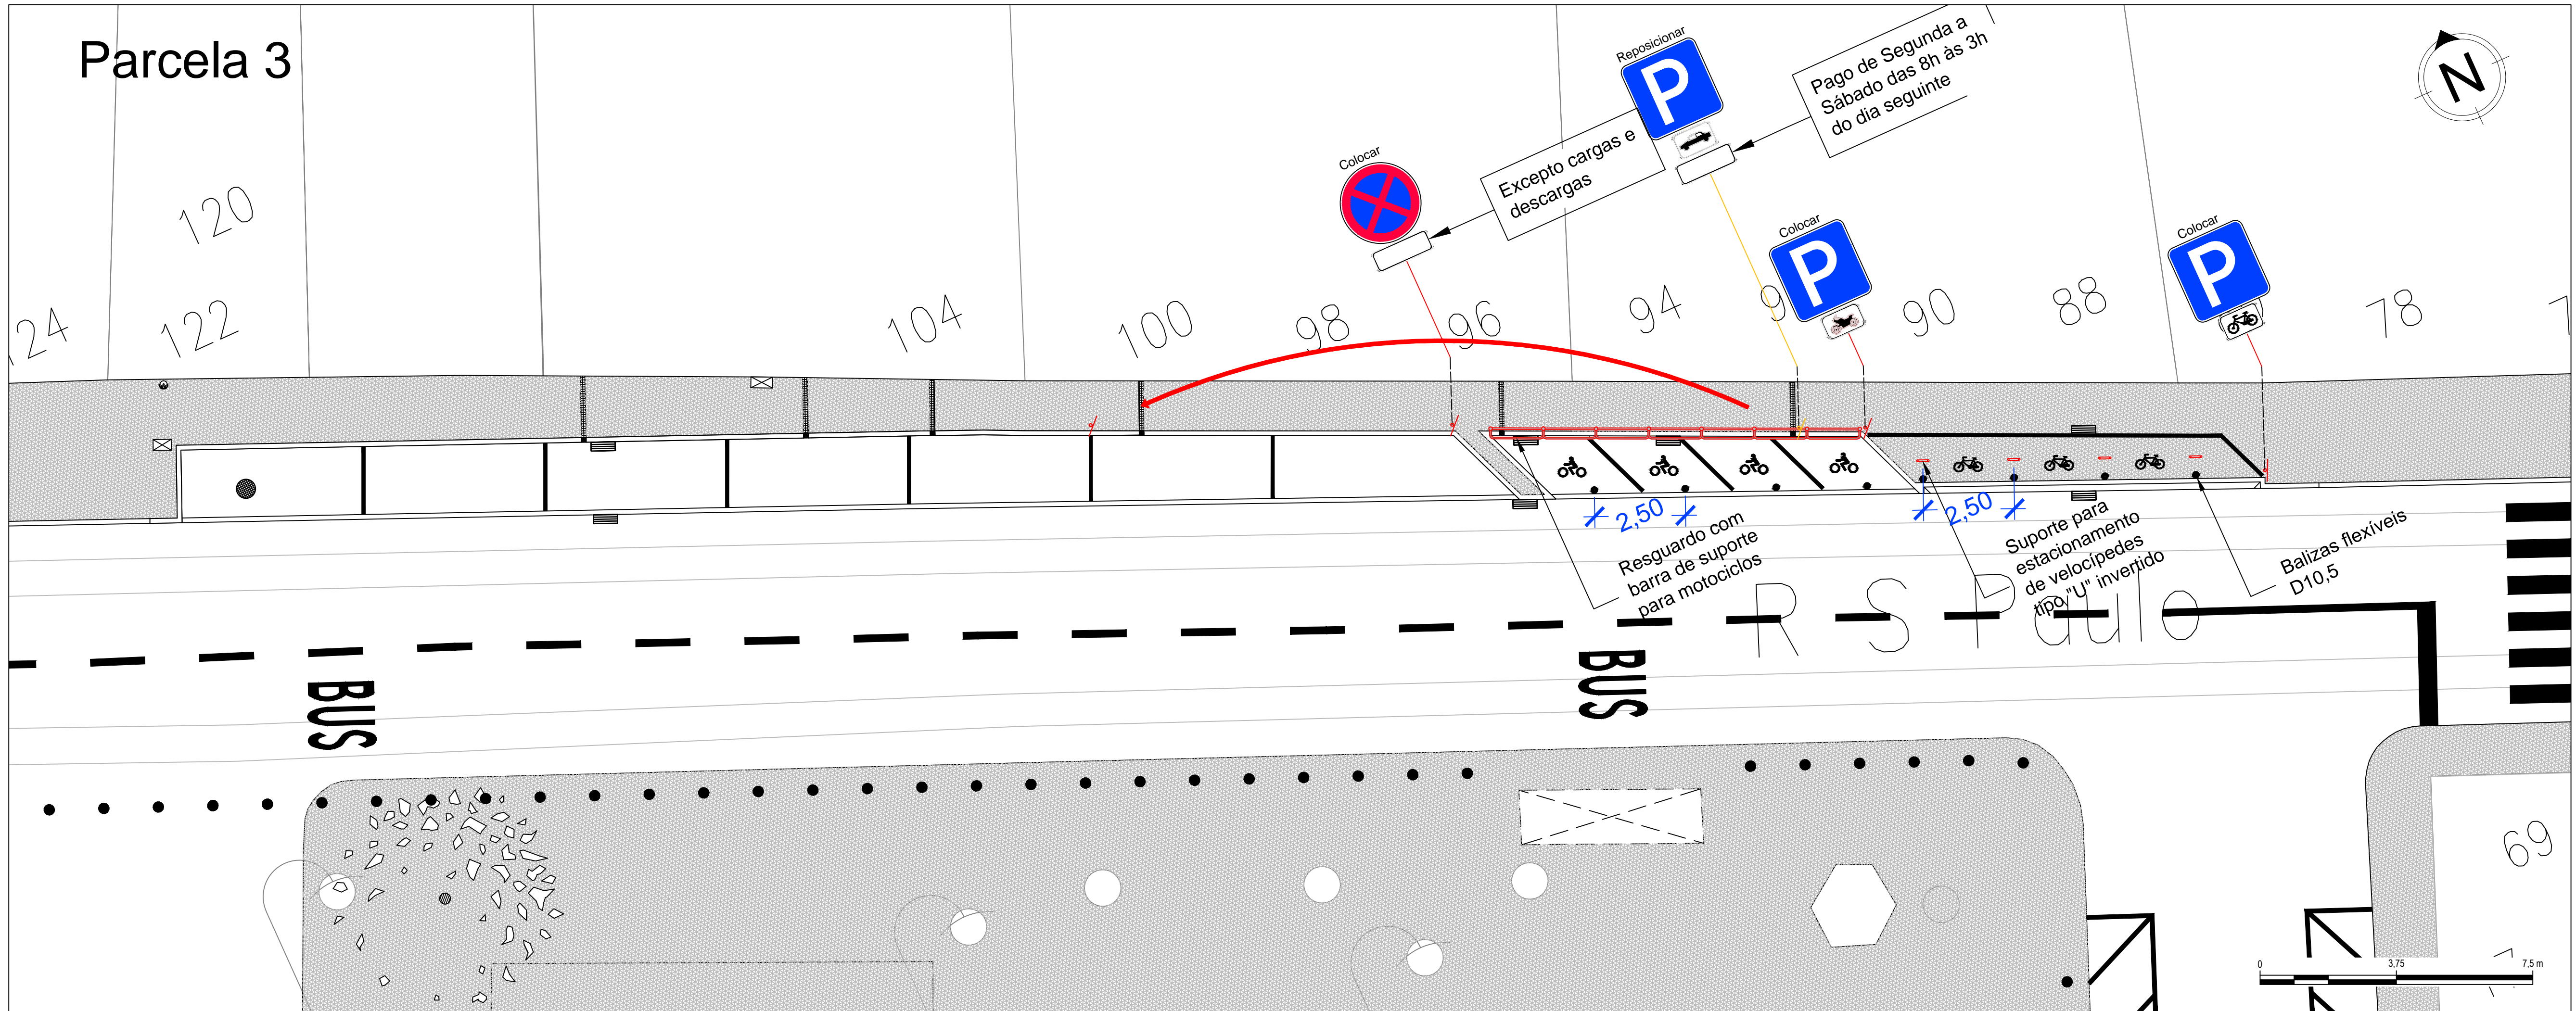 Parcela 3
Reposicionar
P
Pago de Segunda a
Sábado das 8h às 3h
do dia seguinte
N
Colocar
Excepto cargas e
descargas
Colocar
P
Colocar
P
120
122
104
100
98
96
94
90
88
78
2,50
2,50
Resguardo com
barra de suporte
para motociclos
Suporte para
estacionamento
de velocípedes
tipo "U" invertido
Balizas flexíveis
D10,5
R S Paulo
BUS
BUS
69
0
3,75
7,5 m